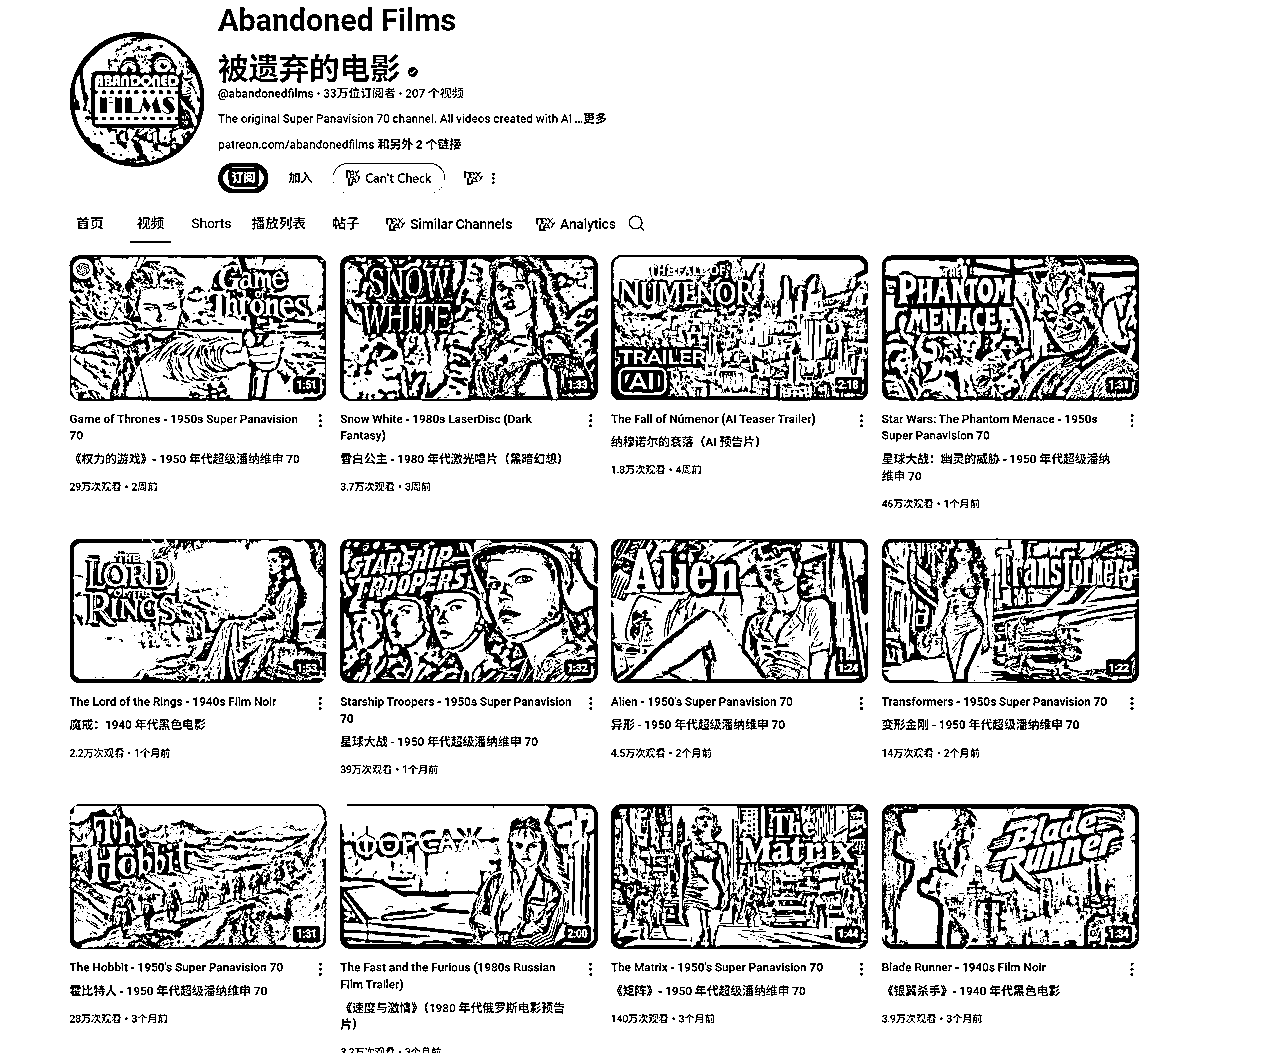 Abandoned Films
被遗弃的电影
@abandonedfilms • 33万位订阅者 • 207 个视频
The original Super Panavision 70 channel. All videos created with AI ...更多
patreon.com/abandonedfilms 和另外 2 个链接
ABANDONED
FILMS
订阅 加入 Can't Check
首页 视频 Shorts 播放列表 帖子 Similar Channels Analytics
Game of Thrones
1:51
SNOW WHITE
1:33
THE FALL OF NUMENOR
TRAILER
AI
2:18
THE PHANTOM MENACE
1:31
Game of Thrones - 1950s Super Panavision
70
《权力的游戏》- 1950 年代超级潘纳维申 70
29万次观看 • 2周前
Snow White - 1980s LaserDisc (Dark
Fantasy)
雪白公主 - 1980 年代激光唱片（黑暗幻想）
3.7万次观看 • 3周前
The Fall of Númenor (AI Teaser Trailer)
纳穆诺尔的衰落（AI 预告片）
1.8万次观看 • 4周前
Star Wars: The Phantom Menace - 1950s
Super Panavision 70
星球大战：幽灵的威胁 - 1950 年代超级潘纳
维申 70
46万次观看 • 1个月前
THE LORD OF THE RINGS
1:53
STARSHIP TROOPERS
1:32
Alien
1:24
Transformers
1:22
The Lord of the Rings - 1940s Film Noir
魔戒：1940 年代黑色电影
2.2万次观看 • 1个月前
Starship Troopers - 1950s Super Panavision
70
星球大战 - 1950 年代超级潘纳维申 70
39万次观看 • 1个月前
Alien - 1950's Super Panavision 70
异形 - 1950 年代超级潘纳维申 70
4.5万次观看 • 2个月前
Transformers - 1950s Super Panavision 70
变形金刚 - 1950 年代超级潘纳维申 70
14万次观看 • 2个月前
The Hobbit
1:31
ФОРСАЖ
2:00
The Matrix
1:44
Blade Runner
1:34
The Hobbit - 1950's Super Panavision 70
霍比特人 - 1950 年代超级潘纳维申 70
28万次观看 • 3个月前
The Fast and the Furious (1980s Russian
Film Trailer)
《速度与激情》（1980 年代俄罗斯电影预告
片）
3.2万次观看 • 3个月前
The Matrix - 1950's Super Panavision 70
《矩阵》- 1950 年代超级潘纳维申 70
140万次观看 • 3个月前
Blade Runner - 1940s Film Noir
《银翼杀手》- 1940 年代黑色电影
3.9万次观看 • 3个月前